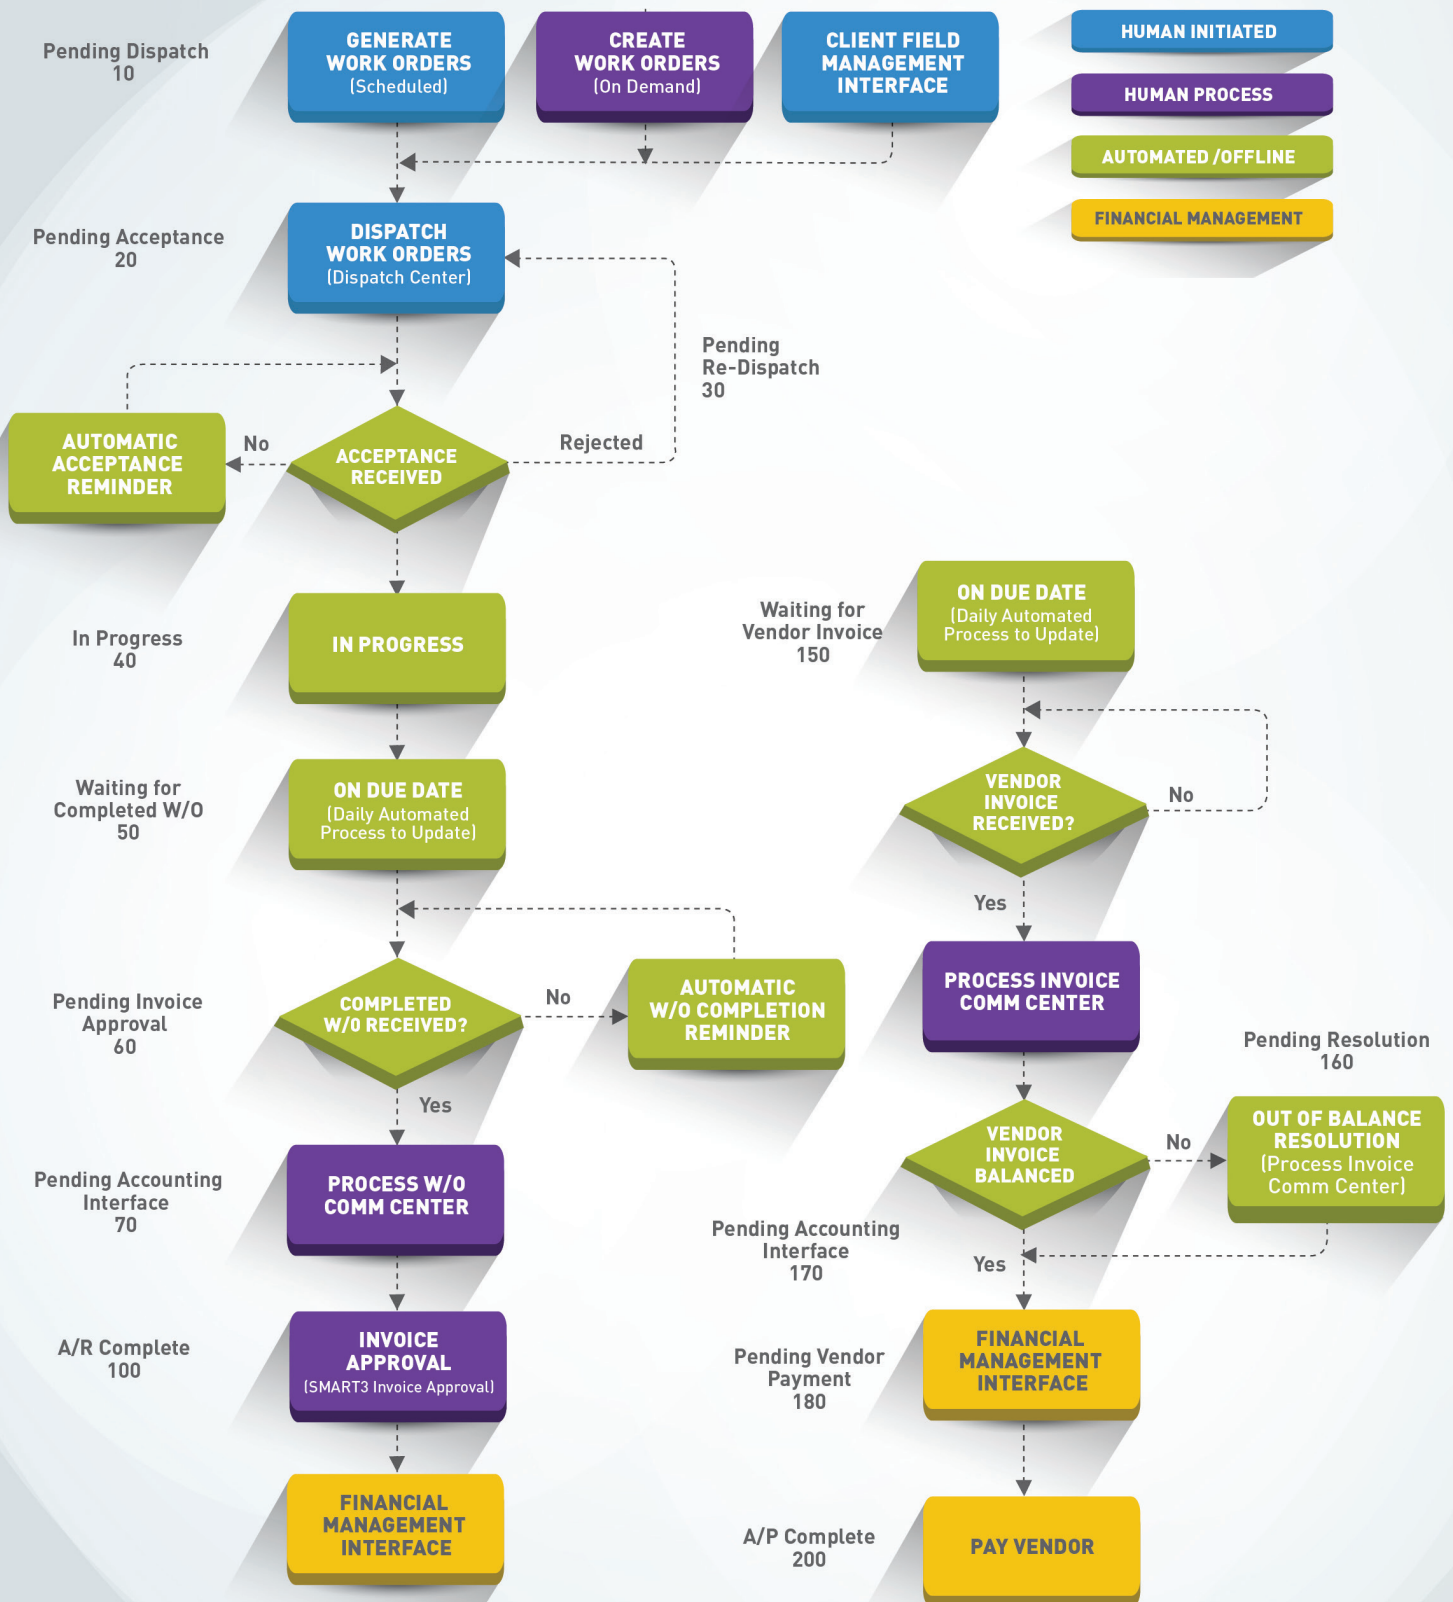 Pending Dispatch
10
GENERATE
WORK ORDERS
(Scheduled)
CREATE
WORK ORDERS
(On Demand)
CLIENT FIELD
MANAGEMENT
INTERFACE
HUMAN INITIATED
HUMAN PROCESS
AUTOMATED /OFFLINE
FINANCIAL MANAGEMENT
Pending Acceptance
20
DISPATCH
WORK ORDERS
(Dispatch Center)
Pending
Re-Dispatch
30
AUTOMATIC
ACCEPTANCE
REMINDER
No
ACCEPTANCE
RECEIVED
Rejected
In Progress
40
IN PROGRESS
Waiting for
Completed W/O
50
ON DUE DATE
(Daily Automated
Process to Update)
Pending Invoice
Approval
60
COMPLETED
W/O RECEIVED?
No
AUTOMATIC
W/O COMPLETION
REMINDER
Yes
Pending Accounting
Interface
70
PROCESS W/O
COMM CENTER
A/R Complete
100
INVOICE
APPROVAL
(SMART3 Invoice Approval)
FINANCIAL
MANAGEMENT
INTERFACE
Waiting for
Vendor Invoice
150
ON DUE DATE
(Daily Automated
Process to Update)
VENDOR
INVOICE
RECEIVED?
No
Yes
PROCESS INVOICE
COMM CENTER
Pending Resolution
160
VENDOR
INVOICE
BALANCED
No
OUT OF BALANCE
RESOLUTION
(Process Invoice
Comm Center)
Pending Accounting
Interface
170
Yes
Pending Vendor
Payment
180
FINANCIAL
MANAGEMENT
INTERFACE
A/P Complete
200
PAY VENDOR